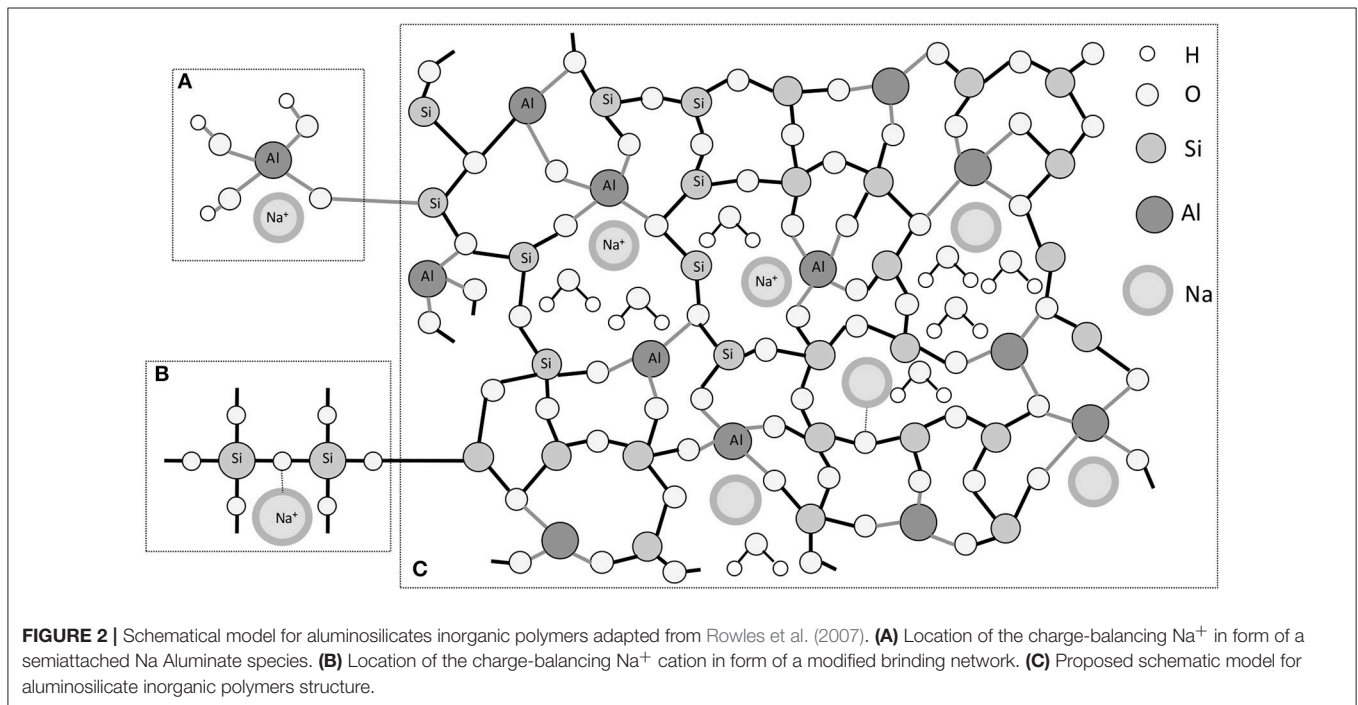 A
Al
Na⁺
B
Si
Si
Na⁺
C
Si
Al
Si
Si
Si
Al
Si
Al
Si
Na⁺
Si
Na⁺
Al
Si
Al
Si
Al
H
O
Si
Al
Na
FIGURE 2 | Schematical model for aluminosilicates inorganic polymers adapted from Rowles et al. (2007). (A) Location of the charge-balancing Na⁺ in form of a
semiattached Na Aluminate species. (B) Location of the charge-balancing Na⁺ cation in form of a modified brinding network. (C) Proposed schematic model for
aluminosilicate inorganic polymers structure.